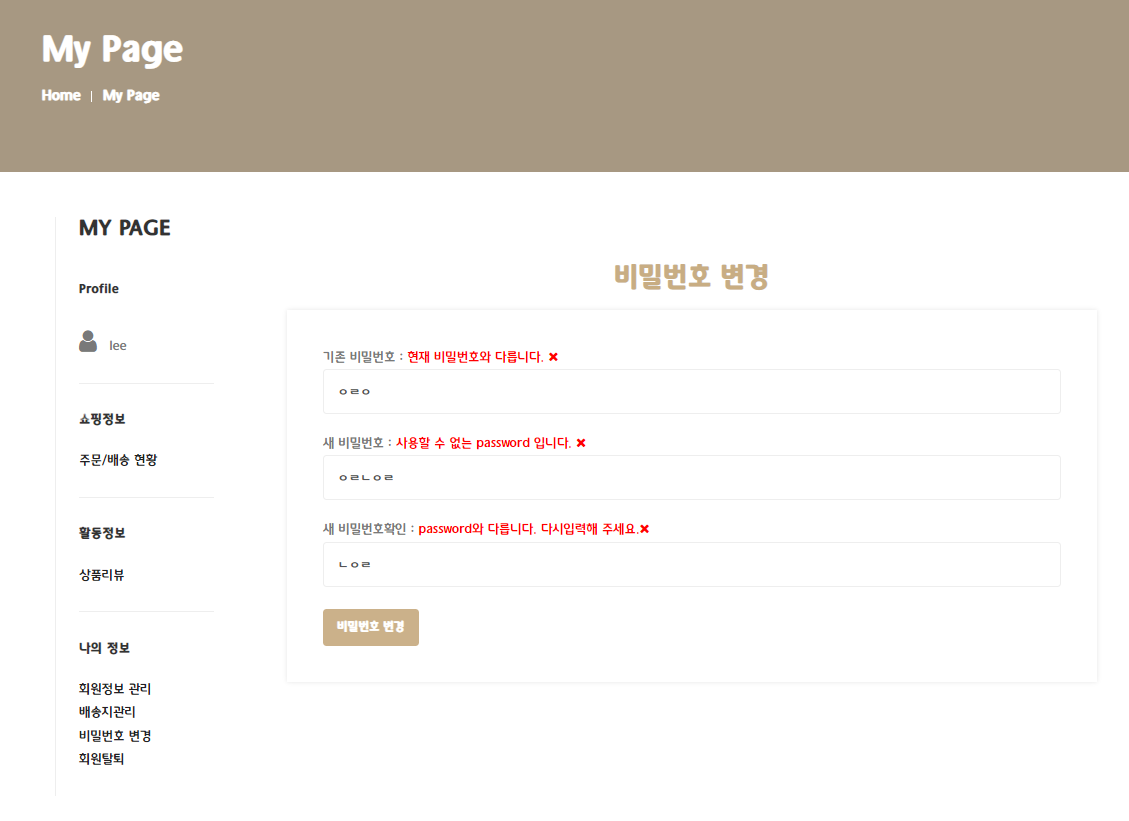 My Page
Home | My Page
MY PAGE
Profile
lee
쇼핑정보
주문/배송 현황
활동정보
상품리뷰
나의 정보
회원정보 관리
배송지관리
비밀번호 변경
회원탈퇴
비밀번호 변경
기존 비밀번호 : 현재 비밀번호와 다릅니다. ✖
ㅇㄹㅇ
새 비밀번호 : 사용할 수 없는 password 입니다. ✖
ㅇㄹㄴㅇㄹ
새 비밀번호확인 : password와 다릅니다. 다시입력해 주세요.✖
ㄴㅇㄹ
비밀번호 변경